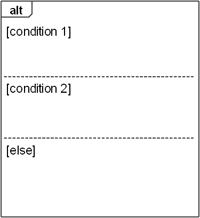 alt
[condition 1]
[condition 2]
[else]